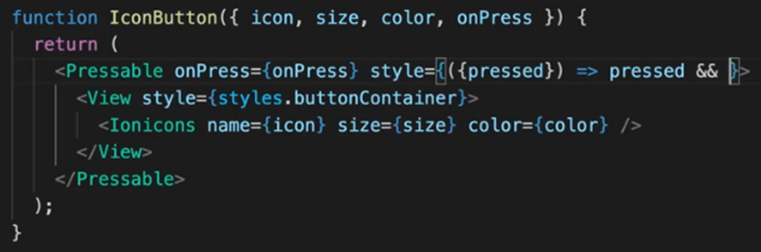 function IconButton({ icon, size, color, onPress }) {
  return (
    <Pressable onPress={onPress} style={({pressed}) => pressed && }>
      <View style={styles.buttonContainer}>
        <Ionicons name={icon} size={size} color={color} />
      </View>
    </Pressable>
  );
}